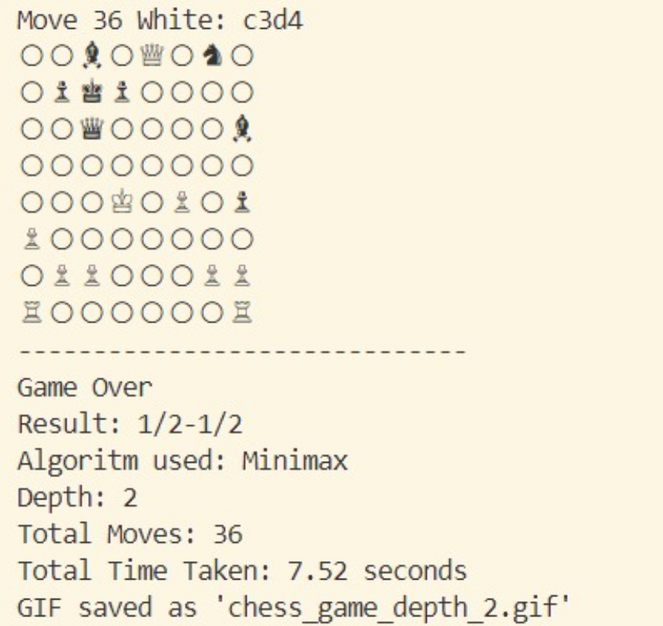 Move 36 White: c3d4
○○♝○♕○♞○
○♟♚♟○○○○
○○♛○○○○♝
○○○○○○○○
○○○♔○♙○♟
♙○○○○○○○
○♙♙○○○♙♙
♖○○○○○○♖
-------------------------------
Game Over
Result: 1/2-1/2
Algoritm used: Minimax
Depth: 2
Total Moves: 36
Total Time Taken: 7.52 seconds
GIF saved as 'chess_game_depth_2.gif'